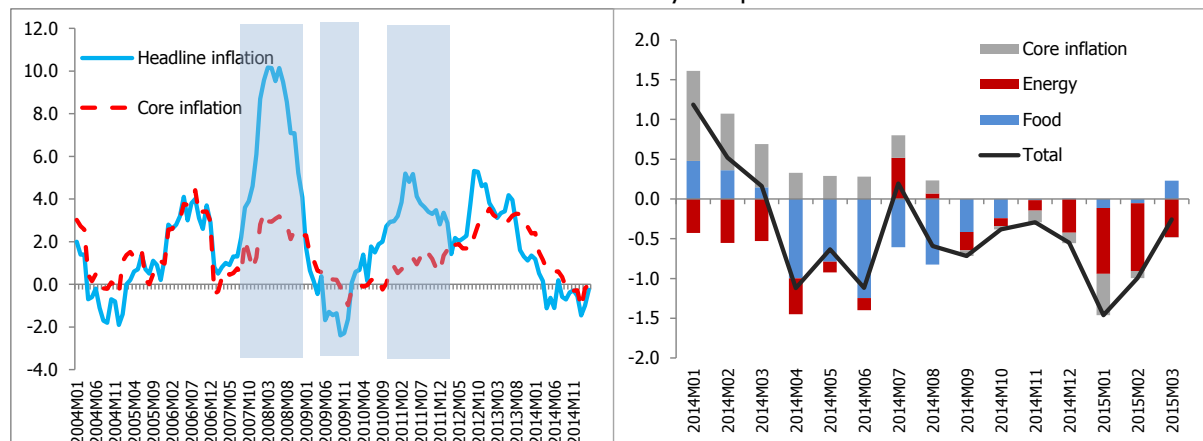 12.0
10.0
8.0
6.0
4.0
2.0
0.0
-2.0
-4.0
Headline inflation
Core inflation
2004M01
2004M06
2004M11
2005M04
2005M09
2006M02
2006M07
2006M12
2007M05
2007M10
2008M03
2008M08
2009M01
2009M06
2009M11
2010M04
2010M09
2011M02
2011M07
2011M12
2012M05
2012M10
2013M03
2013M08
2014M01
2014M06
2014M11
2.0
1.5
1.0
0.5
0.0
-0.5
-1.0
-1.5
-2.0
Core inflation
Energy
Food
Total
2014M01
2014M02
2014M03
2014M04
2014M05
2014M06
2014M07
2014M08
2014M09
2014M10
2014M11
2014M12
2015M01
2015M02
2015M03